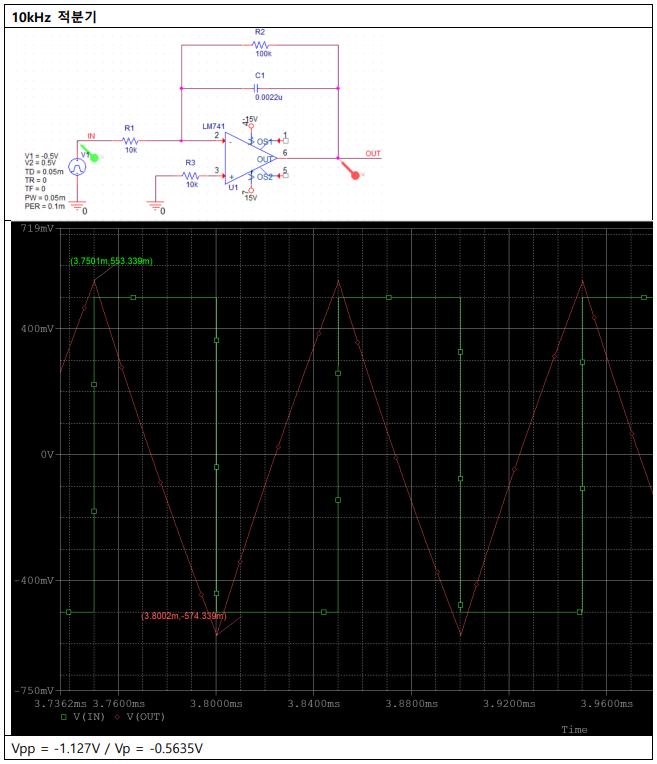 10kHz 적분기
R2
100k
C1
0.0022u
IN
R1
10k
LM741
-15V
2
-
4
OS1
1
V1
V1 = -0.5V
V2 = 0.5V
TD = 0.05m
TR = 0
TF = 0
PW = 0.05m
PER = 0.1m
OUT
6
OUT
R3
10k
3
+
OS2
5
U1
7
15V
0
0
719mV
(3.7501m,553.339m)
400mV
0V
-400mV
(3.8002m,-574.339m)
-750mV
3.7362ms 3.7600ms 3.8000ms 3.8400ms 3.8800ms 3.9200ms 3.9600ms
V(IN) V(OUT)
Time
Vpp = -1.127V / Vp = -0.5635V